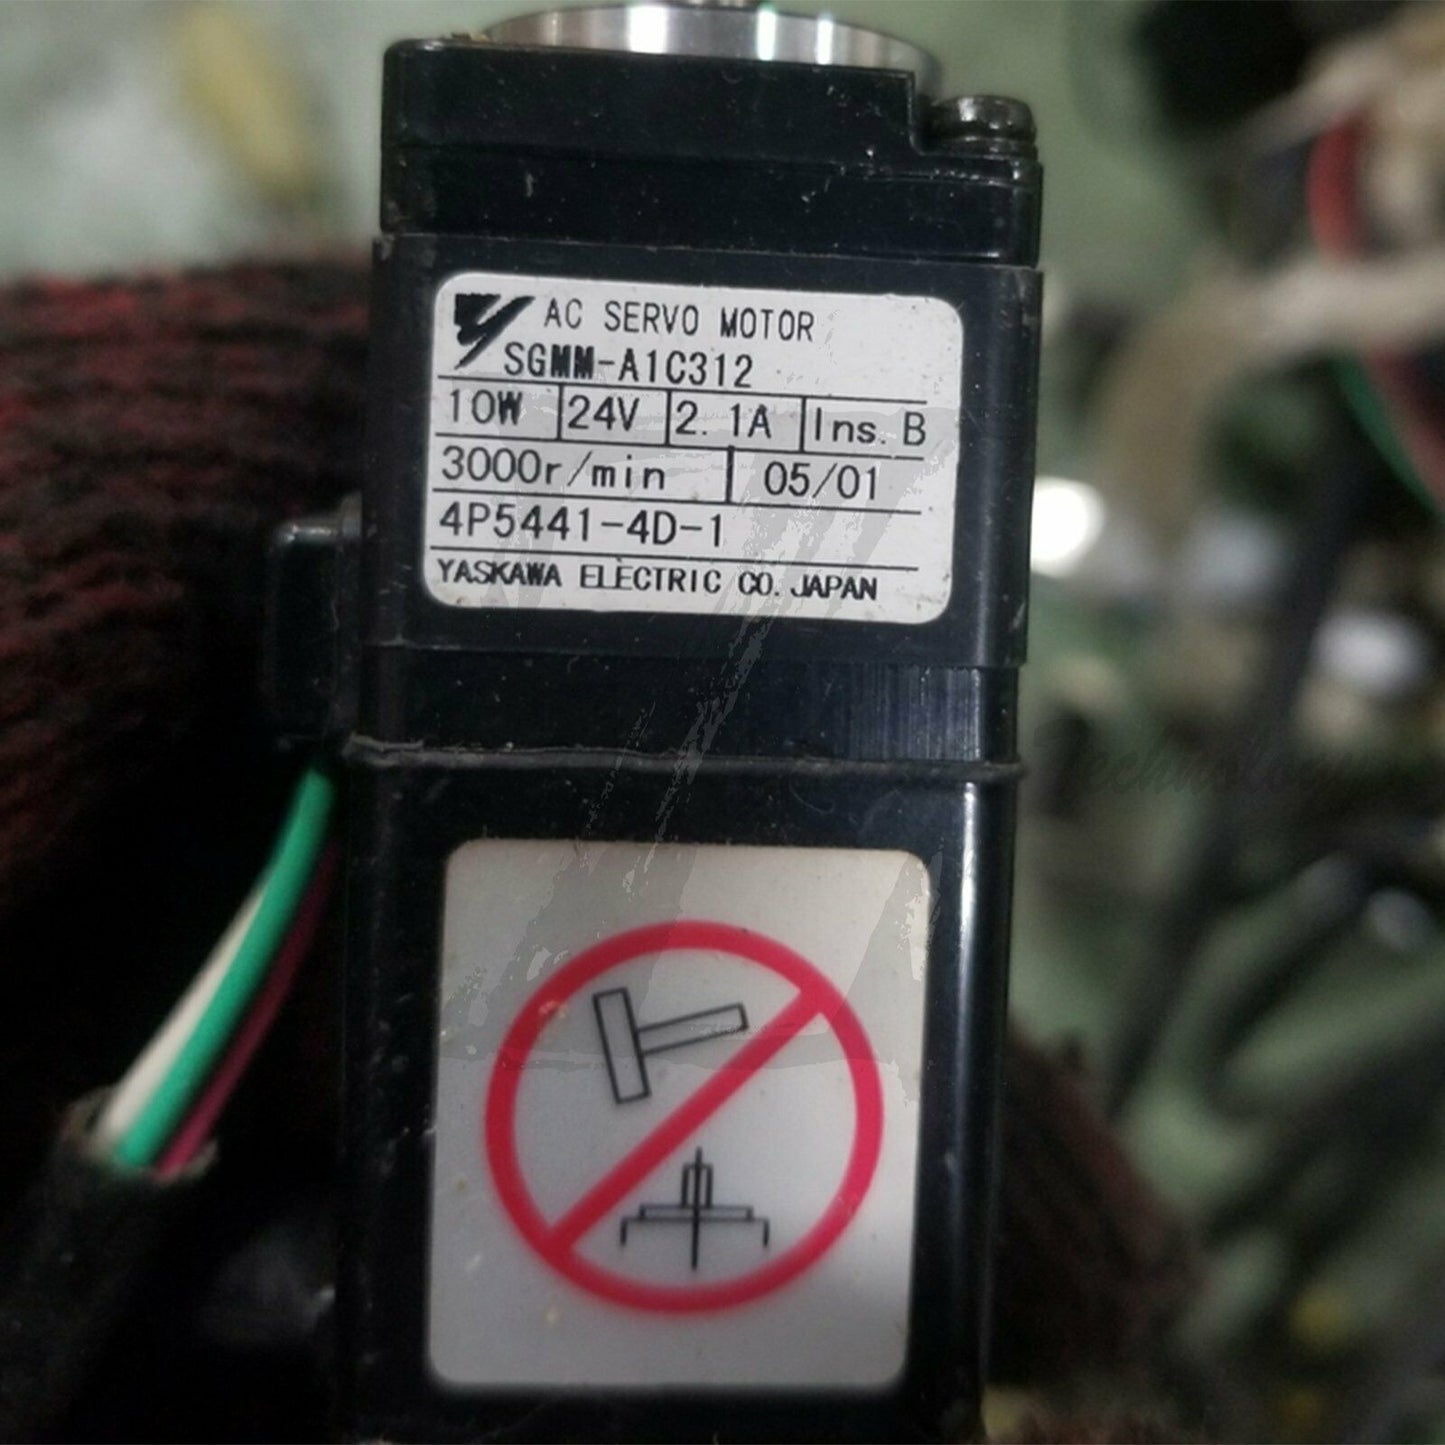 AC SERVO MOTOR
SGMM-A1C312
10W 24V 2.1A Ins. B
3000r/min 05/01
4P5441-4D-1
YASKAWA ELECTRIC CO. JAPAN